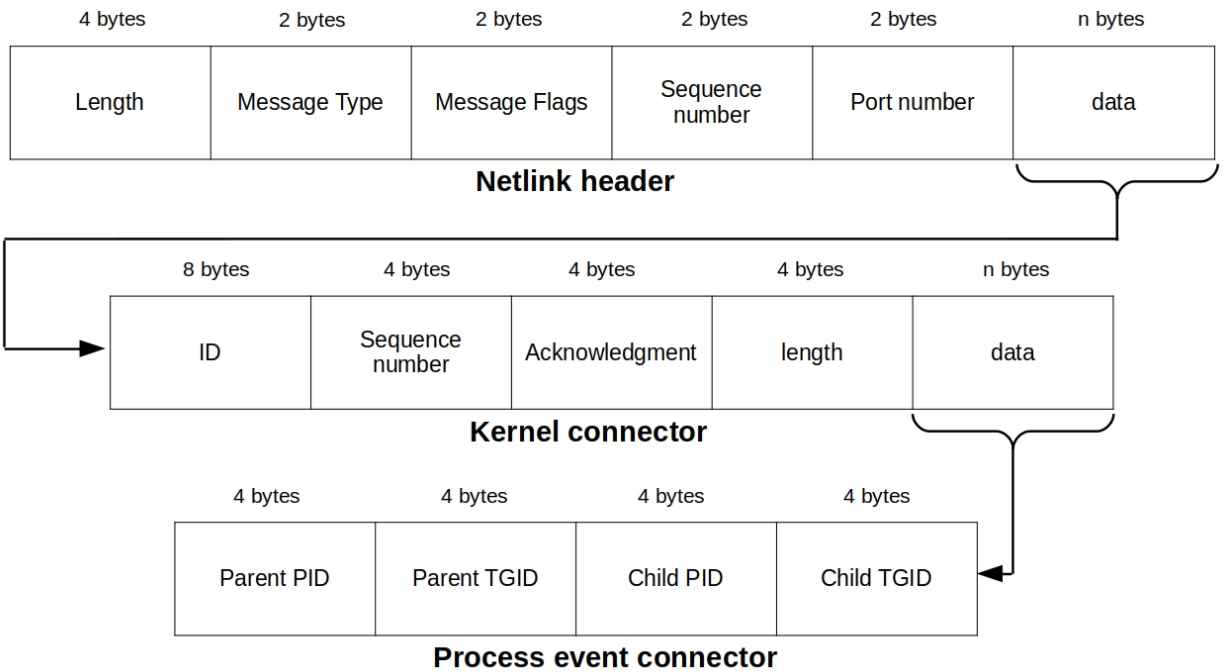 4 bytes 2 bytes 2 bytes 2 bytes 2 bytes n bytes
Length Message Type Message Flags Sequence number Port number data
Netlink header
8 bytes 4 bytes 4 bytes 4 bytes n bytes
ID Sequence number Acknowledgment length data
Kernel connector
4 bytes 4 bytes 4 bytes 4 bytes
Parent PID Parent TGID Child PID Child TGID
Process event connector